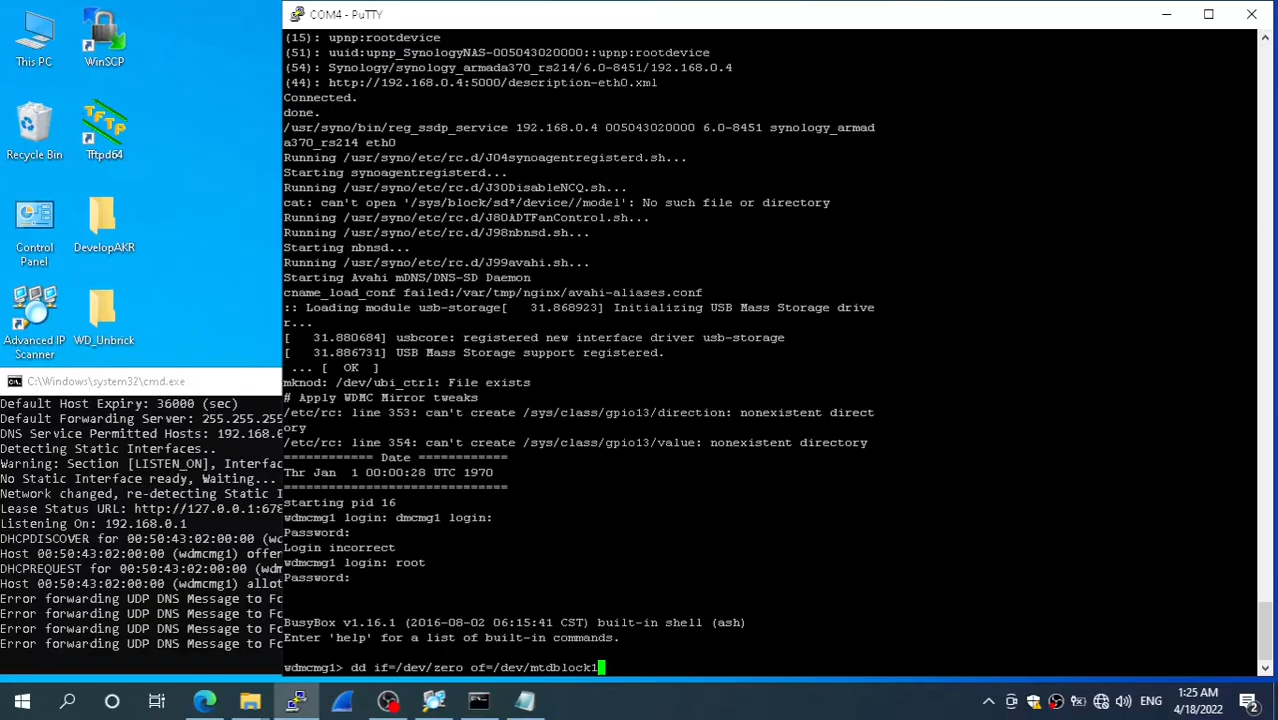 This PC
WinSCP
Recycle Bin
Tftpd64
Control
Panel
DevelopAKR
Advanced IP
Scanner
WD_Unbrick
COM4 - PuTTY
(15): upnp:rootdevice
(51): uuid:upnp_SynologyNAS-005043020000::upnp:rootdevice
(54): Synology/synology_armada370_rs214/6.0-8451/192.168.0.4
(44): http://192.168.0.4:5000/description-eth0.xml
Connected.
done.
/usr/syno/bin/reg_ssdp_service 192.168.0.4 005043020000 6.0-8451 synology_armad
a370_rs214 eth0
Running /usr/syno/etc/rc.d/J04synoagentregisterd.sh...
Starting synoagentregisterd...
Running /usr/syno/etc/rc.d/J30DisableNCQ.sh...
cat: can't open '/sys/block/sd*/device//model': No such file or directory
Running /usr/syno/etc/rc.d/J80ADTFanControl.sh...
Running /usr/syno/etc/rc.d/J98nbnsd.sh...
Starting nbnsd...
Running /usr/syno/etc/rc.d/J99avahi.sh...
Starting Avahi mDNS/DNS-SD Daemon
cname_load_conf failed:/var/tmp/nginx/avahi-aliases.conf
:: Loading module usb-storage[   31.868923] Initializing USB Mass Storage drive
r...
[   31.880684] usbcore: registered new interface driver usb-storage
[   31.886731] USB Mass Storage support registered.
... [  OK  ]
mknod: /dev/ubi_ctrl: File exists
# Apply WDMC Mirror tweaks
/etc/rc: line 353: can't create /sys/class/gpio13/direction: nonexistent direct
ory
/etc/rc: line 354: can't create /sys/class/gpio13/value: nonexistent directory
============ Date ============
Thr Jan  1 00:00:28 UTC 1970
==============================
starting pid 16
wdmcmg1 login: dmcmg1 login:
Password:
Login incorrect
wdmcmg1 login: root
Password:
BusyBox v1.16.1 (2016-08-02 06:15:41 CST) built-in shell (ash)
Enter 'help' for a list of built-in commands.
wdmcmg1> dd if=/dev/zero of=/dev/mtdblock1
C:\Windows\system32\cmd.exe
Default Host Expiry: 36000 (sec)
Default Forwarding Server: 255.255.255
DNS Service Permitted Hosts: 192.168.0
Detecting Static Interfaces..
Warning: Section [LISTEN_ON], Interfac
No Static Interface ready, Waiting...
Network changed, re-detecting Static I
Lease Status URL: http://127.0.0.1:678
Listening On: 192.168.0.1
DHCPDISCOVER for 00:50:43:02:00:00 (wd
Host 00:50:43:02:00:00 (wdmcmg1) offer
DHCPREQUEST for 00:50:43:02:00:00 (wdm
Host 00:50:43:02:00:00 (wdmcmg1) allot
Error forwarding UDP DNS Message to Fo
Error forwarding UDP DNS Message to Fo
Error forwarding UDP DNS Message to Fo
Error forwarding UDP DNS Message to Fo
ENG
1:25 AM
4/18/2022
2